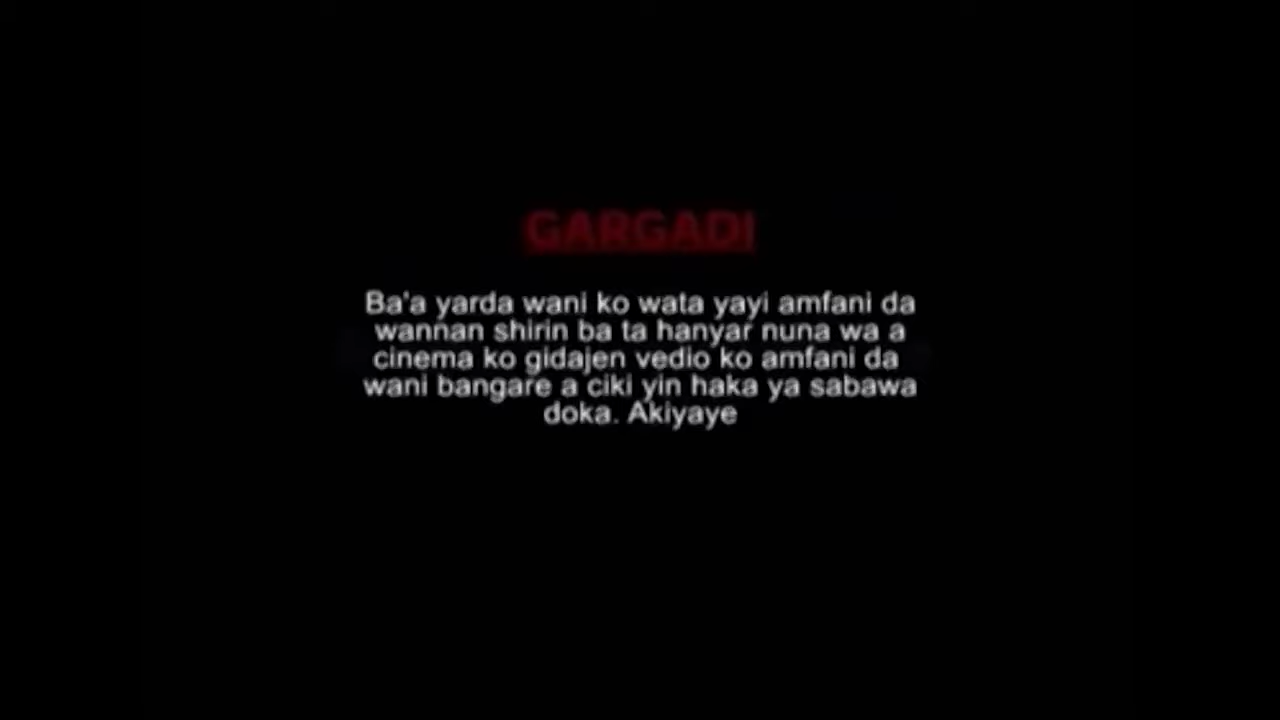 GARGADI
Ba'a yarda wani ko wata yayi amfani da
wannan shirin ba ta hanyar nuna wa a
cinema ko gidajen vedio ko amfani da
wani bangare a ciki yin haka ya sabawa
doka. Akiyaye